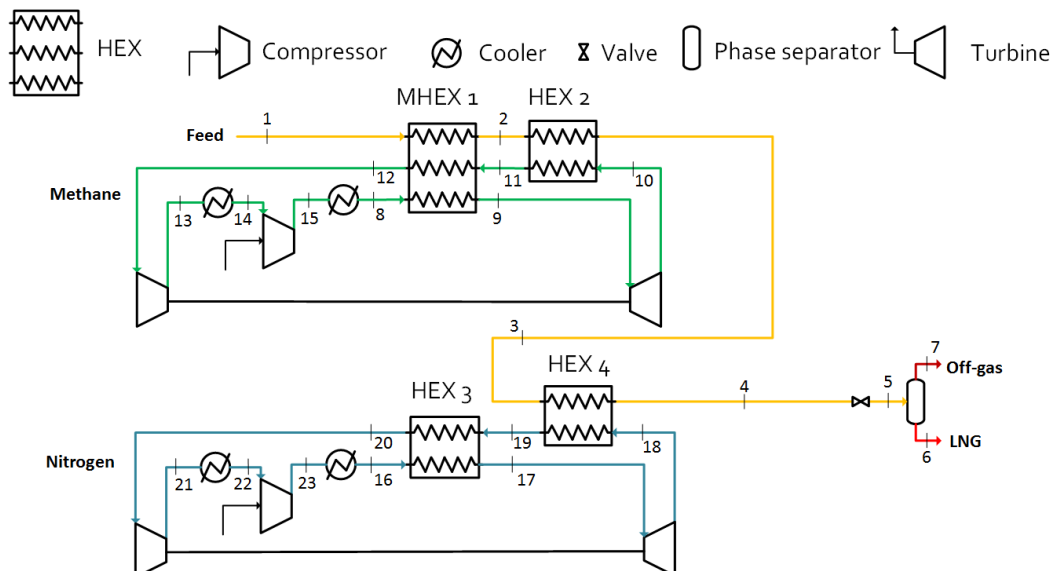 HEX
Compressor
Cooler
Valve
Phase separator
Turbine
MHEX 1
HEX 2
Feed
1
2
Methane
12
11
10
13
14
15
8
9
3
7
Off-gas
HEX 4
HEX 3
4
5
LNG
6
Nitrogen
20
19
18
21
22
23
16
17